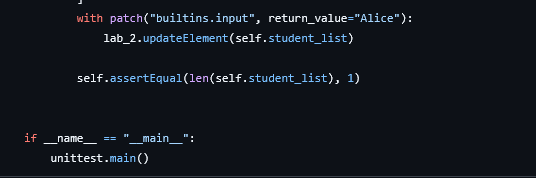 ]
with patch("builtins.input", return_value="Alice"):
lab_2.updateElement(self.student_list)
self.assertEqual(len(self.student_list), 1)
if __name__ == "__main__":
unittest.main()